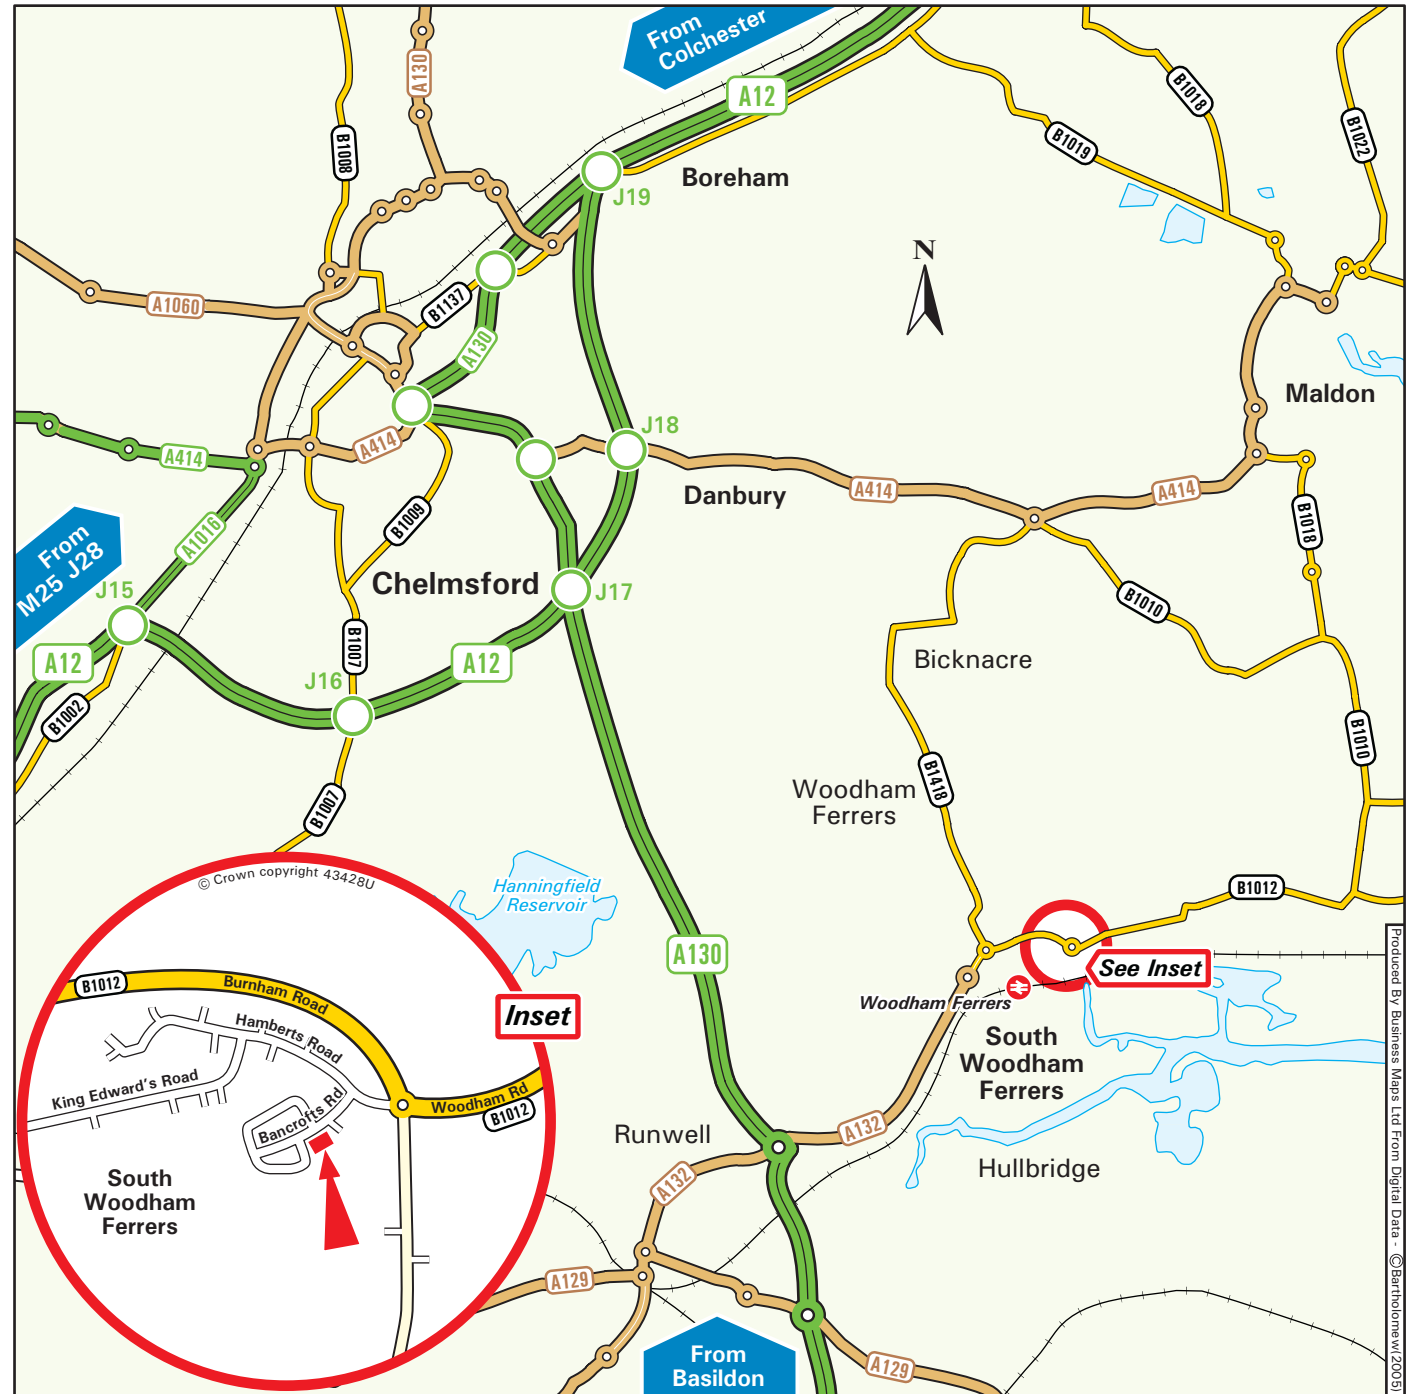 From
Colchester
A130
A12
B1018
B1008
B1019
B1022
Boreham
J19
N
A1060
B1137
A130
Maldon
J18
A414
A414
Danbury
A414
A414
B1018
B1009
A1016
From
M25 J28
J15
Chelmsford
J17
B1010
A12
B1007
A12
Bicknacre
J16
B1002
B1010
B1418
Woodham
Ferrers
B1007
© Crown copyright 43428U
Hanningfield
Reservoir
B1012
A130
See Inset
Woodham Ferrers
South
Woodham
Ferrers
Inset
B1012
Burnham Road
Hamberts Road
King Edward's Road
Bancrofts Rd
Woodham Rd
B1012
South
Woodham
Ferrers
Runwell
A132
Hullbridge
A132
A129
From
Basildon
A129
Produced By Business Maps Ltd From Digital Data - ©Bartholomew(2005)